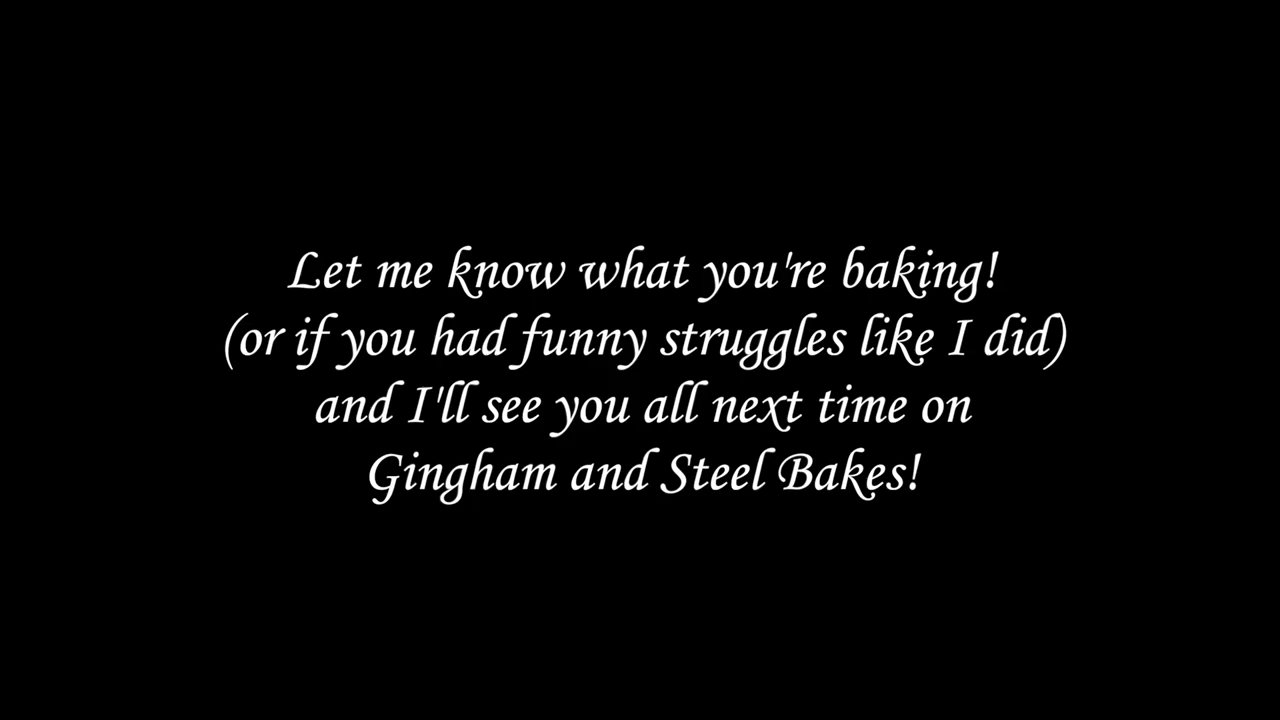 Let me know what you're baking!
(or if you had funny struggles like I did)
and I'll see you all next time on
Gingham and Steel Bakes!